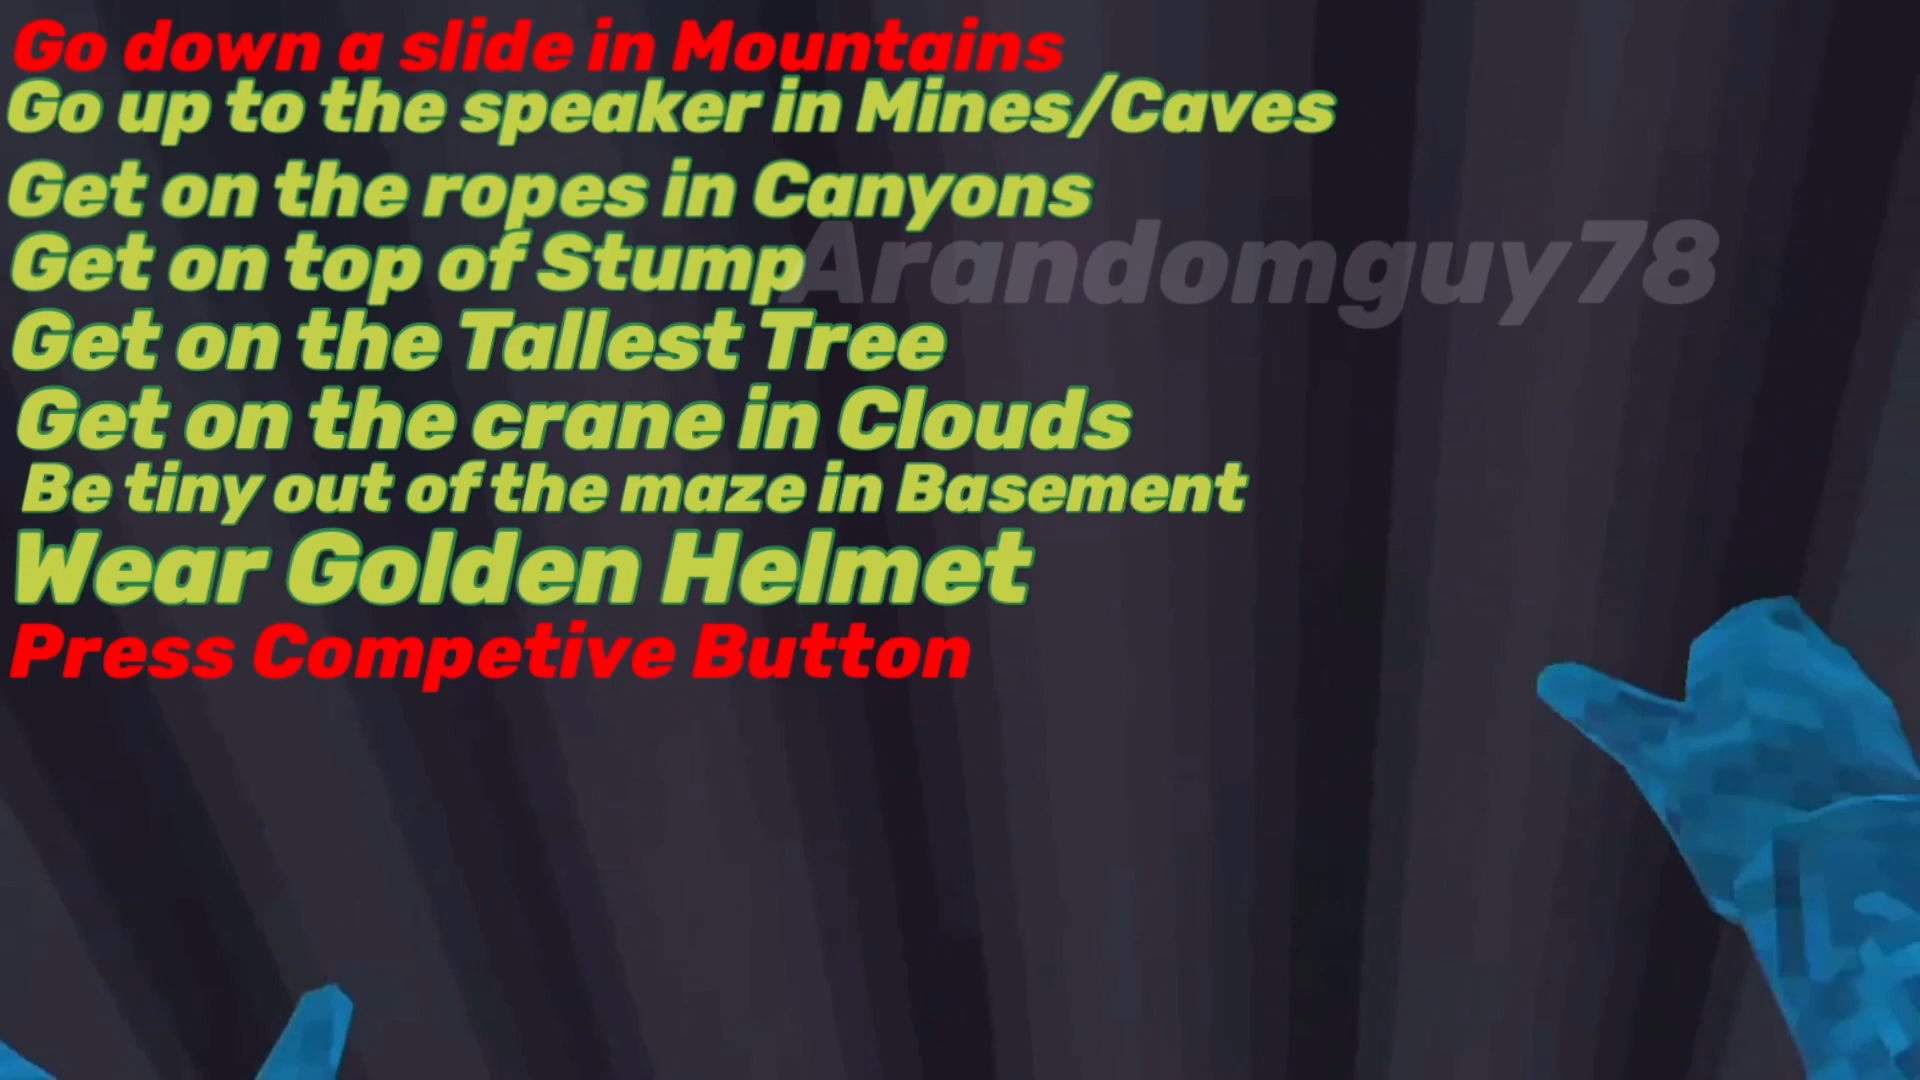 Go down a slide in Mountains
Go up to the speaker in Mines/Caves
Get on the ropes in Canyons
Get on top of Stump
Arandomguy78
Get on the Tallest Tree
Get on the crane in Clouds
Be tiny out of the maze in Basement
Wear Golden Helmet
Press Competive Button